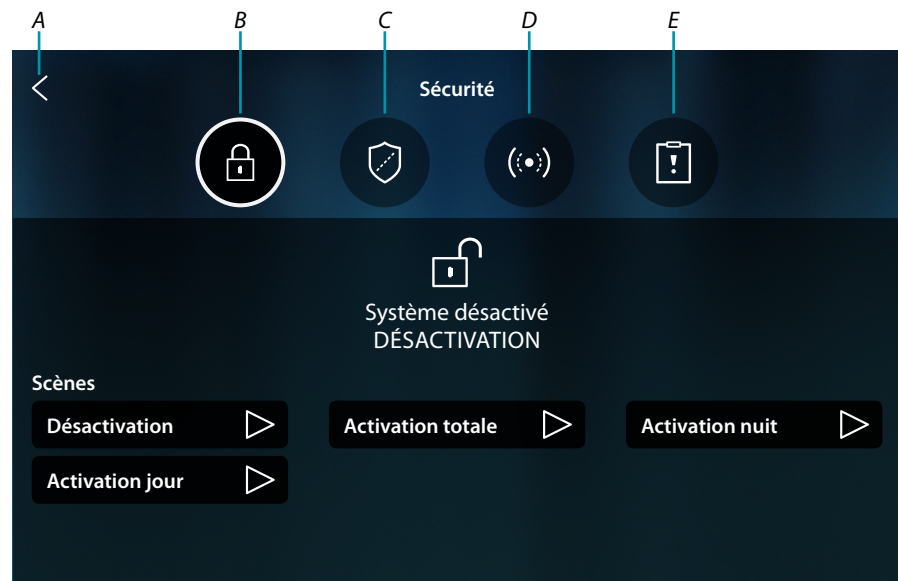 A B C D E
Sécurité
Système désactivé
DÉSACTIVATION
Scènes
Désactivation Activation totale Activation nuit
Activation jour